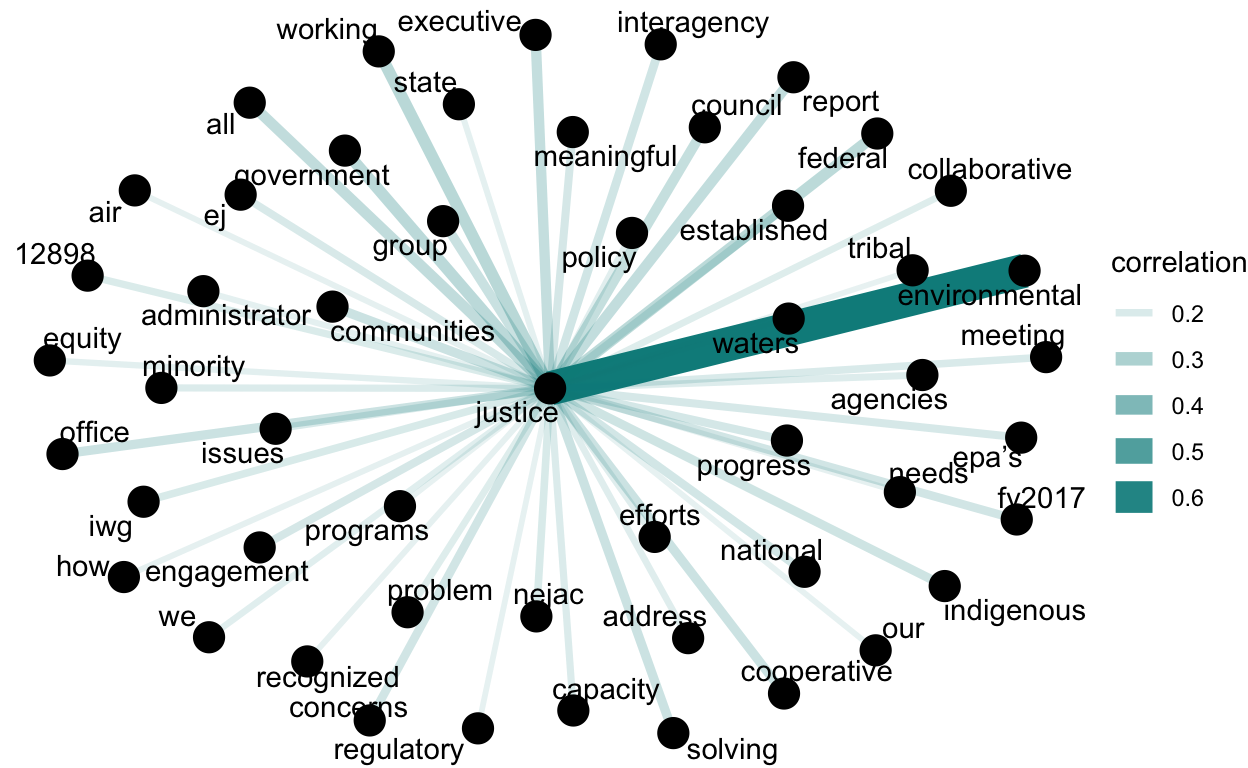 working
executive
interagency
state
council
report
all
meaningful
federal
government
collaborative
air
ej
group
policy
established
tribal
12898
administrator
communities
environmental
correlation
equity
minority
waters
meeting
0.2
justice
agencies
0.3
office
issues
progress
epa's
needs
0.4
0.5
fy2017
0.6
iwg
programs
efforts
national
how
engagement
problem
nejac
address
indigenous
we
our
recognized
capacity
cooperative
concerns
regulatory
solving